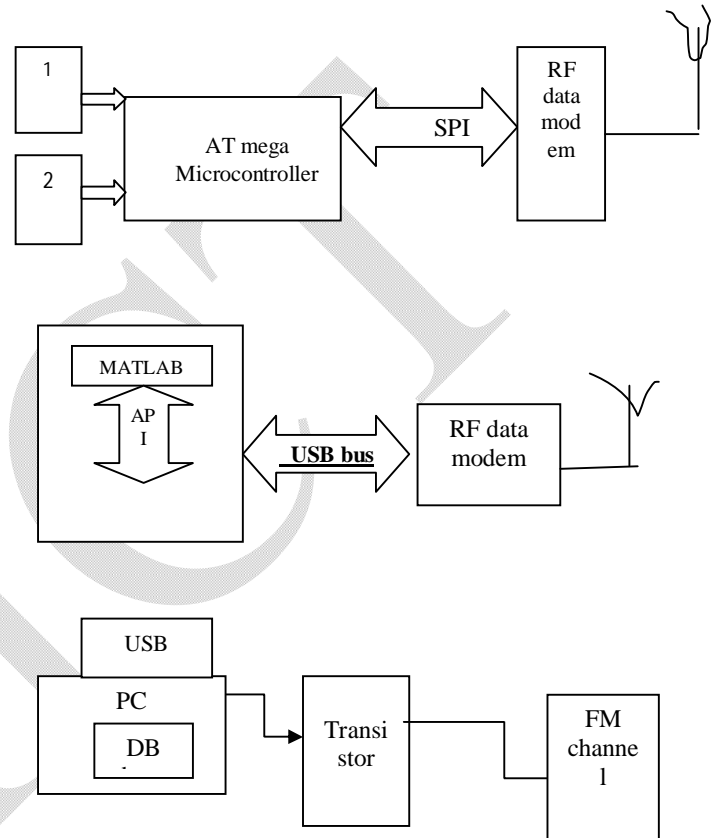 1
2
AT mega
Microcontroller
SPI
RF
data
mod
em
MATLAB
AP
I
USB bus
RF data
modem
USB
PC
DB
Transi
stor
FM
channe
l